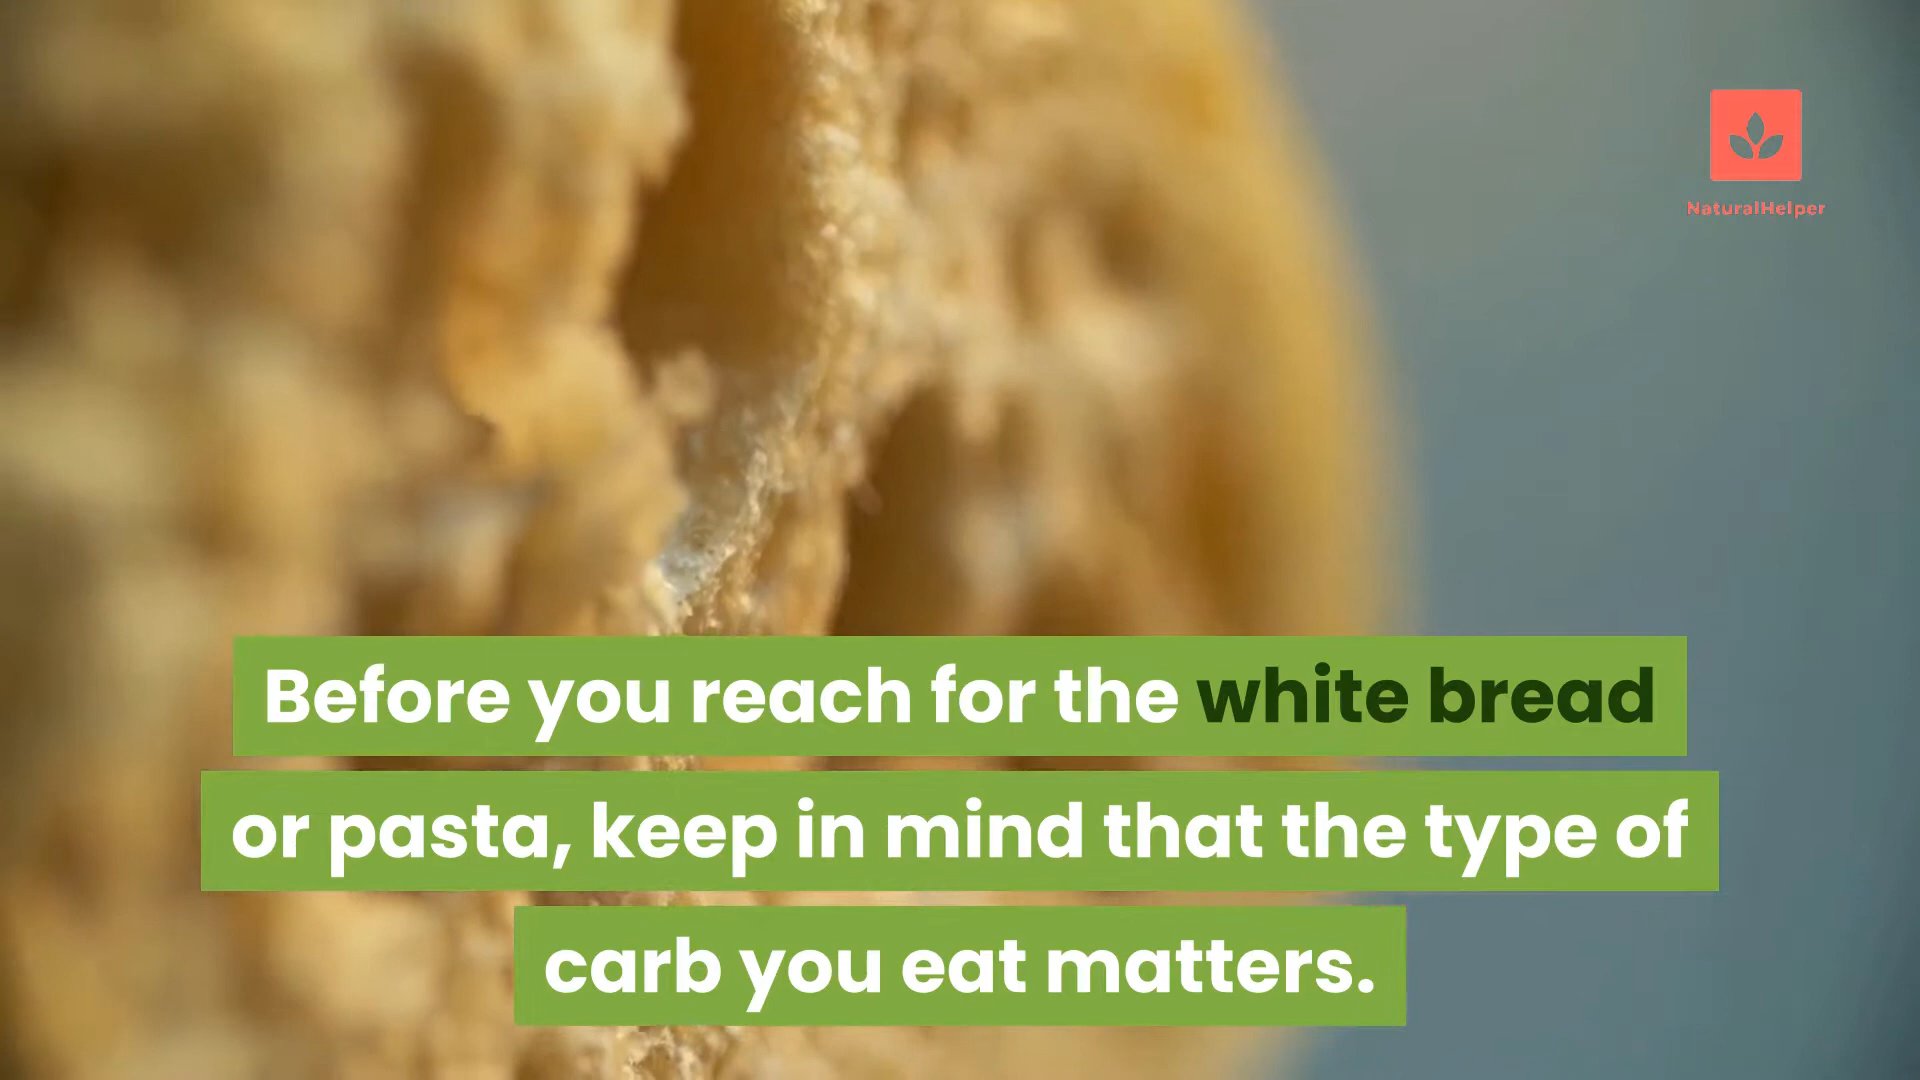 NaturalHelper
Before you reach for the white bread
or pasta, keep in mind that the type of
carb you eat matters.